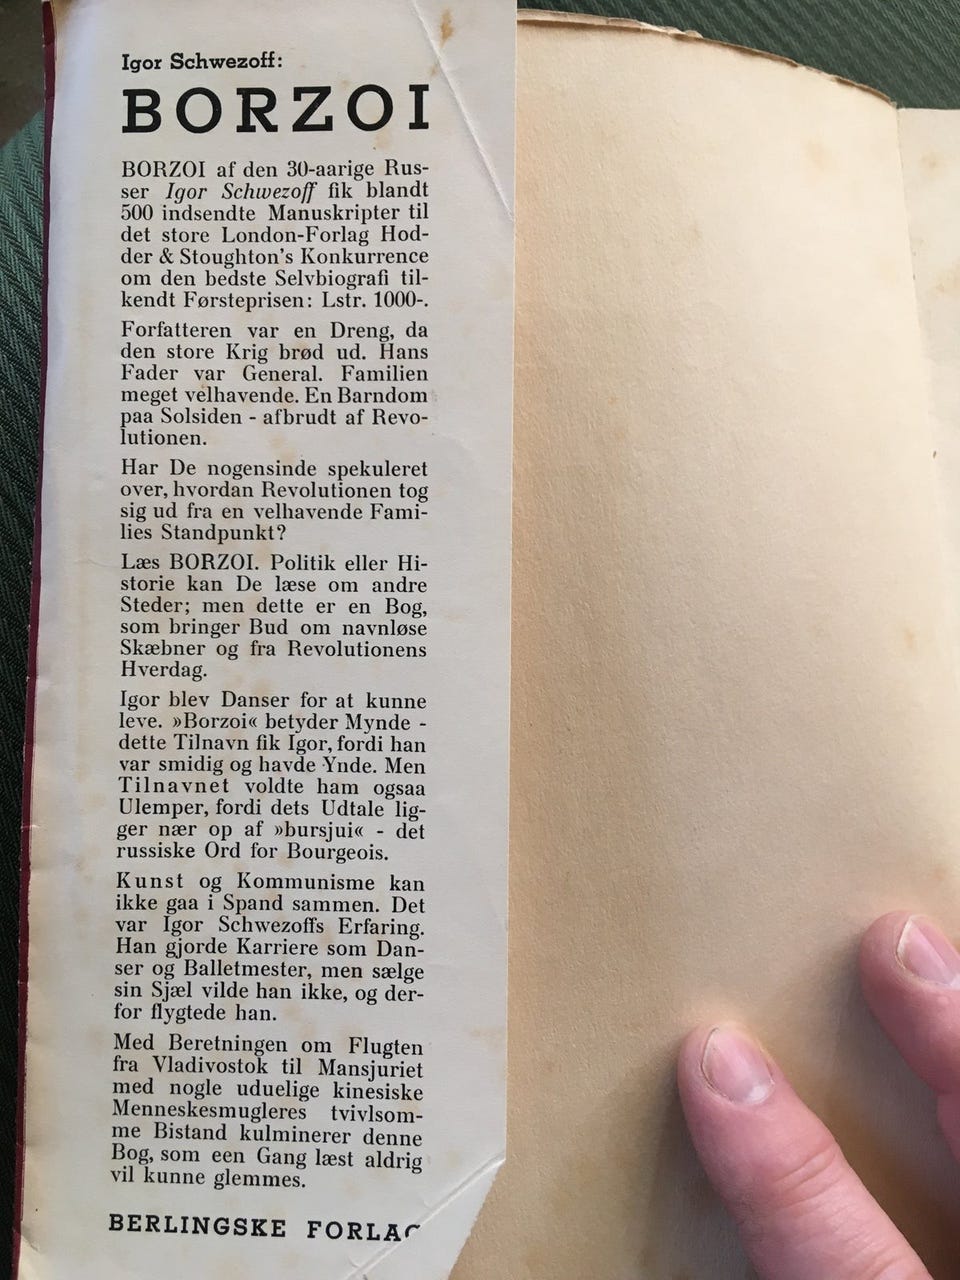 Igor Schwezoff:
BORZOI
BORZOI af den 30-aarige Rus-
ser Igor Schwezoff fik blandt
500 indsendte Manuskripter til
det store London-Forlag Hod-
der & Stoughton's Konkurrence
om den bedste Selvbiografi til-
kendt Førsteprisen: Lstr. 1000-.
Forfatteren var en Dreng, da
den store Krig brød ud. Hans
Fader var General. Familien
meget velhavende. En Barndom
paa Solsiden - afbrudt af Revo-
lutionen.
Har De nogensinde spekuleret
over, hvordan Revolutionen tog
sig ud fra en velhavende Fami-
lies Standpunkt?
Læs BORZOI. Politik eller Hi-
storie kan De læse om andre
Steder; men dette er en Bog,
som bringer Bud om navnløse
Skæbner og fra Revolutionens
Hverdag.
Igor blev Danser for at kunne
leve. »Borzoi« betyder Mynde -
dette Tilnavn fik Igor, fordi han
var smidig og havde Ynde. Men
Tilnavnet voldte ham ogsaa
Ulemper, fordi dets Udtale lig-
ger nær op af »bursjui« - det
russiske Ord for Bourgeois.
Kunst og Kommunisme kan
ikke gaa i Spand sammen. Det
var Igor Schwezoffs Erfaring.
Han gjorde Karriere som Dan-
ser og Balletmester, men sælge
sin Sjæl vilde han ikke, og der-
for flygtede han.
Med Beretningen om Flugten
fra Vladivostok til Mansjuriet
med nogle uduelige kinesiske
Menneskesmugleres tvivlsom-
me Bistand kulminerer denne
Bog, som een Gang læst aldrig
vil kunne glemmes.
BERLINGSKE FORLAG